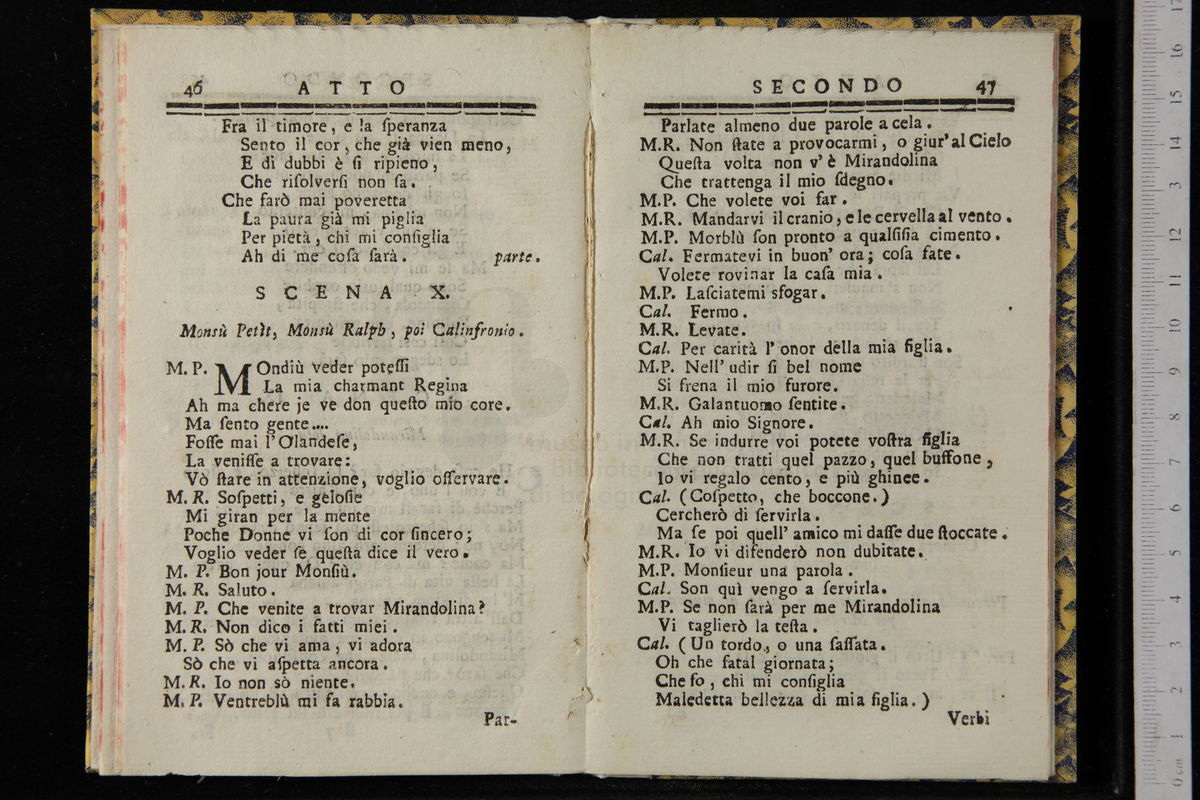 46 ATTO
Fra il timore, e la ſperanza
Sento il cor, che già vien meno,
E di dubbi è ſì ripieno,
Che riſolverſi non ſa.
Che farò mai poveretta
La paura già mi piglia
Per pietà, chi mi conſiglia
Ah di me coſa ſarà. parte.
SCENA X.
Monsù Petìt, Monsù Ralph, poi Calinfronio.
M. P. MOndiù veder poteſſi
La mia charmant Regina
Ah ma chere je ve don queſto mio core.
Ma ſento gente....
Foſſe mai l'Olandeſe,
La veniſſe a trovare:
Vò ſtare in attenzione, voglio oſſervare.
M. R. Soſpetti, e geloſie
Mi giran per la mente
Poche Donne vi ſon di cor ſincero;
Voglio veder ſe queſta dice il vero.
M. P. Bon jour Monſiù.
M. R. Saluto.
M. P. Che venite a trovar Mirandolina?
M. R. Non dico i fatti miei.
M. P. Sò che vi ama, vi adora
Sò che vi aſpetta ancora.
M. R. Io non sò niente.
M. P. Ventreblù mi fa rabbia.
Par-
SECONDO 47
Parlate almeno due parole a cela.
M.R. Non ſtate a provocarmi, o giur' al Cielo
Queſta volta non v'è Mirandolina
Che trattenga il mio ſdegno.
M.P. Che volete voi far.
M.R. Mandarvi il cranio, e le cervella al vento.
M.P. Morblù ſon pronto a qualſiſia cimento.
Cal. Fermatevi in buon' ora; coſa fate.
Volete rovinar la caſa mia.
M.P. Laſciatemi sfogar.
Cal. Fermo.
M.R. Levate.
Cal. Per carità l' onor della mia figlia.
M.P. Nell' udir ſi bel nome
Si frena il mio furore.
M.R. Galantuomo ſentite.
Cal. Ah mio Signore.
M.R. Se indurre voi potete voſtra figlia
Che non tratti quel pazzo, quel buffone,
Io vi regalo cento, e più ghinee.
Cal. (Coſpetto, che boccone.)
Cercherò di ſervirla.
Ma ſe poi quell' amico mi daſſe due ſtoccate.
M.R. Io vi difenderò non dubitate.
M.P. Monſieur una parola.
Cal. Son quì vengo a ſervirla.
M.P. Se non ſarà per me Mirandolina
Vi taglierò la teſta.
Cal. (Un tordo, o una ſaſſata.
Oh che fatal giornata;
Che fo, chi mi conſiglia
Maledetta bellezza di mia figlia.)
Verbi